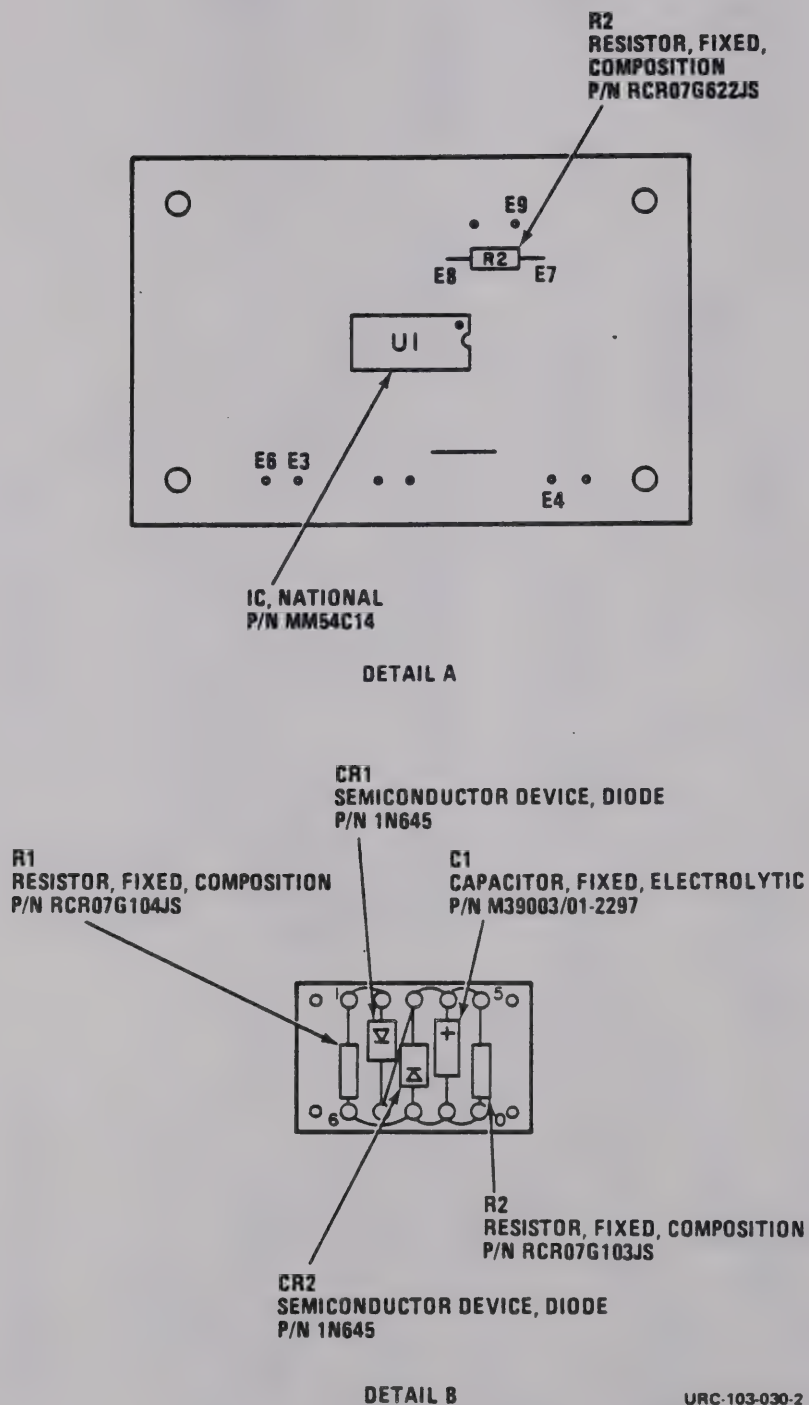 R2
RESISTOR, FIXED,
COMPOSITION
P/N RCR07G622JS
E9
R2
E8
E7
U1
E6 E3
E4
IC, NATIONAL
P/N MM54C14
DETAIL A
CR1
SEMICONDUCTOR DEVICE, DIODE
P/N 1N645
R1
RESISTOR, FIXED, COMPOSITION
P/N RCR07G104JS
C1
CAPACITOR, FIXED, ELECTROLYTIC
P/N M39003/01-2297
1
5
+
6
0
R2
RESISTOR, FIXED, COMPOSITION
P/N RCR07G103JS
CR2
SEMICONDUCTOR DEVICE, DIODE
P/N 1N645
DETAIL B
URC-103-030-2